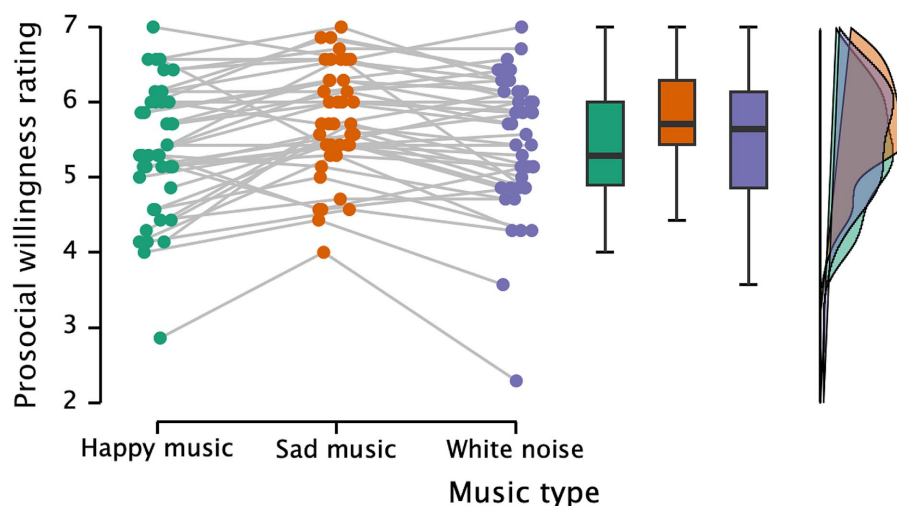 Prosocial willingness rating
7
6
5
4
3
2
Happy music
Sad music
White noise
Music type